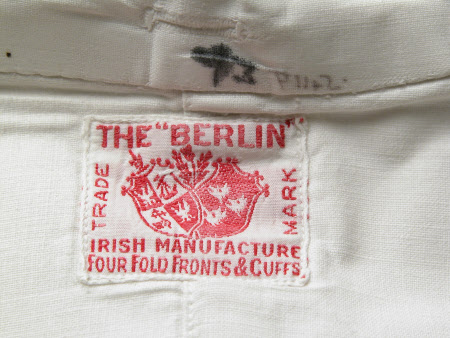 THE "BERLIN"
TRADE MARK
IRISH MANUFACTURE
FOUR FOLD FRONTS & CUFFS